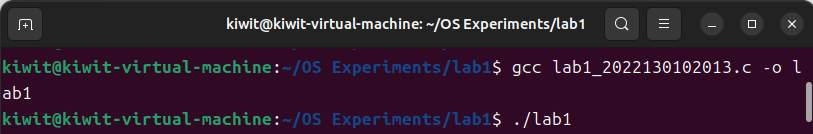 kiwit@kiwit-virtual-machine: ~/OS Experiments/lab1
kiwit@kiwit-virtual-machine:~/OS Experiments/lab1$ gcc lab1_2022130102013.c -o l
ab1
kiwit@kiwit-virtual-machine:~/OS Experiments/lab1$ ./lab1